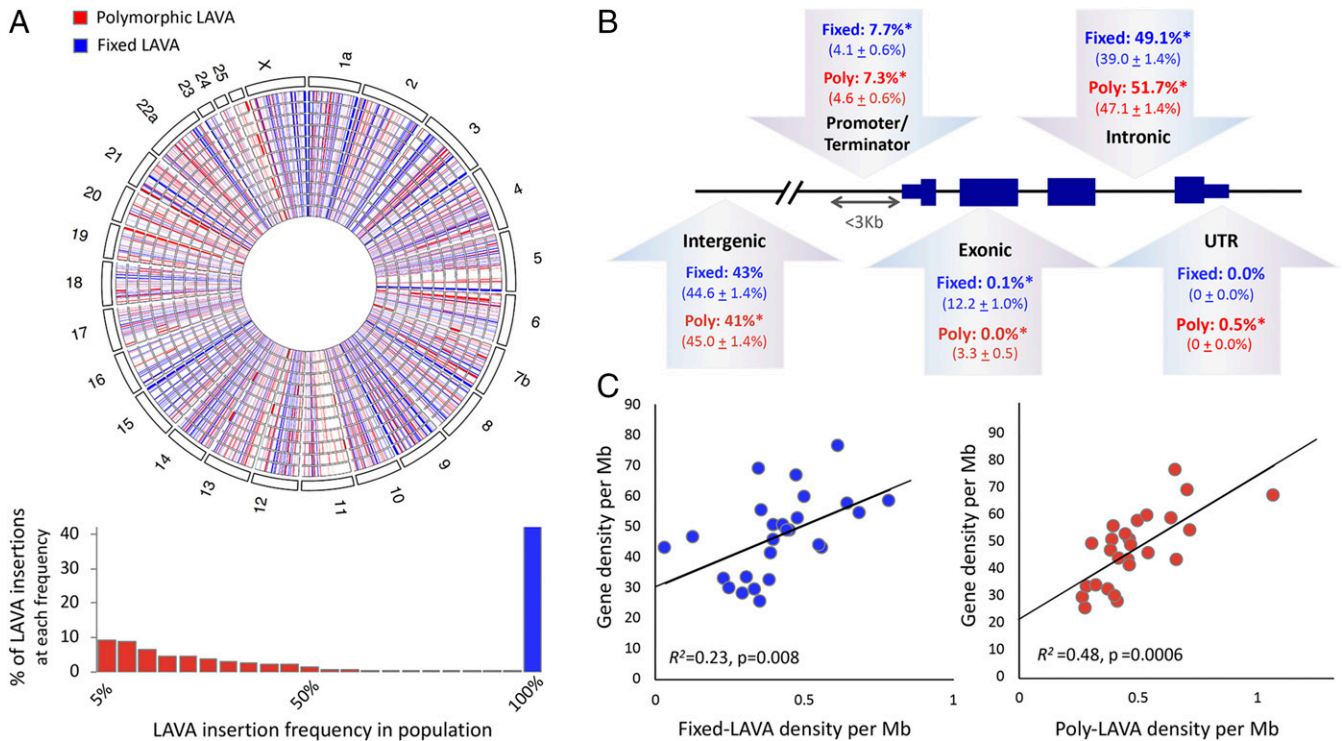 A
Polymorphic LAVA
Fixed LAVA
X
1a
2
3
4
5
6
7b
8
9
10
11
12
13
14
15
16
17
18
19
20
21
22a
23
24
25
% of LAVA insertions
at each frequency
40
30
20
10
0
5%
50%
100%
LAVA insertion frequency in population
B
Fixed: 7.7%*
(4.1 ± 0.6%)
Poly: 7.3%*
(4.6 ± 0.6%)
Promoter/
Terminator
Fixed: 49.1%*
(39.0 ± 1.4%)
Poly: 51.7%*
(47.1 ± 1.4%)
Intronic
<3Kb
Intergenic
Fixed: 43%
(44.6 ± 1.4%)
Poly: 41%*
(45.0 ± 1.4%)
Exonic
Fixed: 0.1%*
(12.2 ± 1.0%)
Poly: 0.0%*
(3.3 ± 0.5)
UTR
Fixed: 0.0%
(0 ± 0.0%)
Poly: 0.5%*
(0 ± 0.0%)
C
Gene density per Mb
90
80
70
60
50
40
30
20
10
0
R²=0.23, p=0.008
0
0.5
1
Fixed-LAVA density per Mb
Gene density per Mb
90
80
70
60
50
40
30
20
10
0
R² =0.48, p =0.0006
0
0.5
1
Poly-LAVA density per Mb